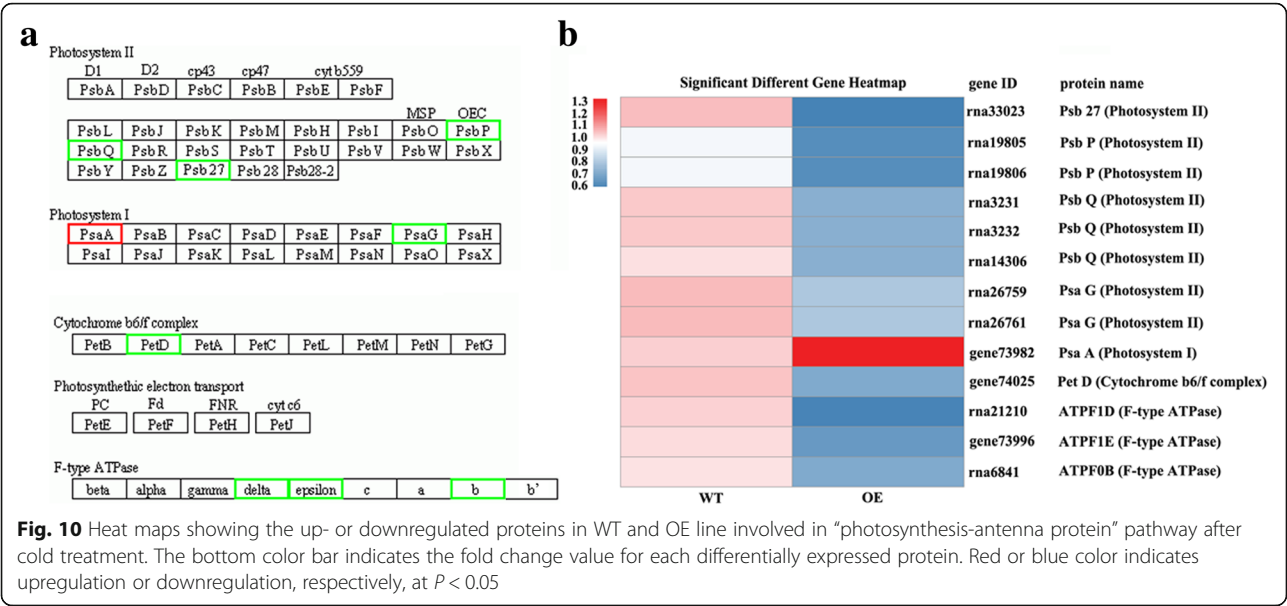 a
Photosystem II
D1 D2 cp43 cp47 cyt b559
PsbA PsbD PsbC PsbB PsbE PsbF
MSP OEC
PsbL PsbJ PsbK PsbM PsbH PsbI PsbO PsbP
PsbQ PsbR PsbS PsbT PsbU PsbV PsbW PsbX
PsbY PsbZ Psb27 Psb28 Psb28-2
Photosystem I
PsaA PsaB PsaC PsaD PsaE PsaF PsaG PsaH
PsaI PsaJ PsaK PsaL PsaM PsaN PsaO PsaX
Cytochrome b6/f complex
PetB PetD PetA PetC PetL PetM PetN PetG
Photosynthethic electron transport
PC Fd FNR cyt c6
PetE PetF PetH PetJ
F-type ATPase
beta alpha gamma delta epsilon c a b b'
b
Significant Different Gene Heatmap gene ID protein name
1.3
1.2
1.1
1.0
0.9
0.8
0.7
0.6
rna33023 Psb 27 (Photosystem II)
rna19805 Psb P (Photosystem II)
rna19806 Psb P (Photosystem II)
rna3231 Psb Q (Photosystem II)
rna3232 Psb Q (Photosystem II)
rna14306 Psb Q (Photosystem II)
rna26759 Psa G (Photosystem II)
rna26761 Psa G (Photosystem II)
gene73982 Psa A (Photosystem I)
gene74025 Pet D (Cytochrome b6/f complex)
rna21210 ATPF1D (F-type ATPase)
gene73996 ATPF1E (F-type ATPase)
rna6841 ATPF0B (F-type ATPase)
WT OE
Fig. 10 Heat maps showing the up- or downregulated proteins in WT and OE line involved in “photosynthesis-antenna protein” pathway after
cold treatment. The bottom color bar indicates the fold change value for each differentially expressed protein. Red or blue color indicates
upregulation or downregulation, respectively, at P < 0.05